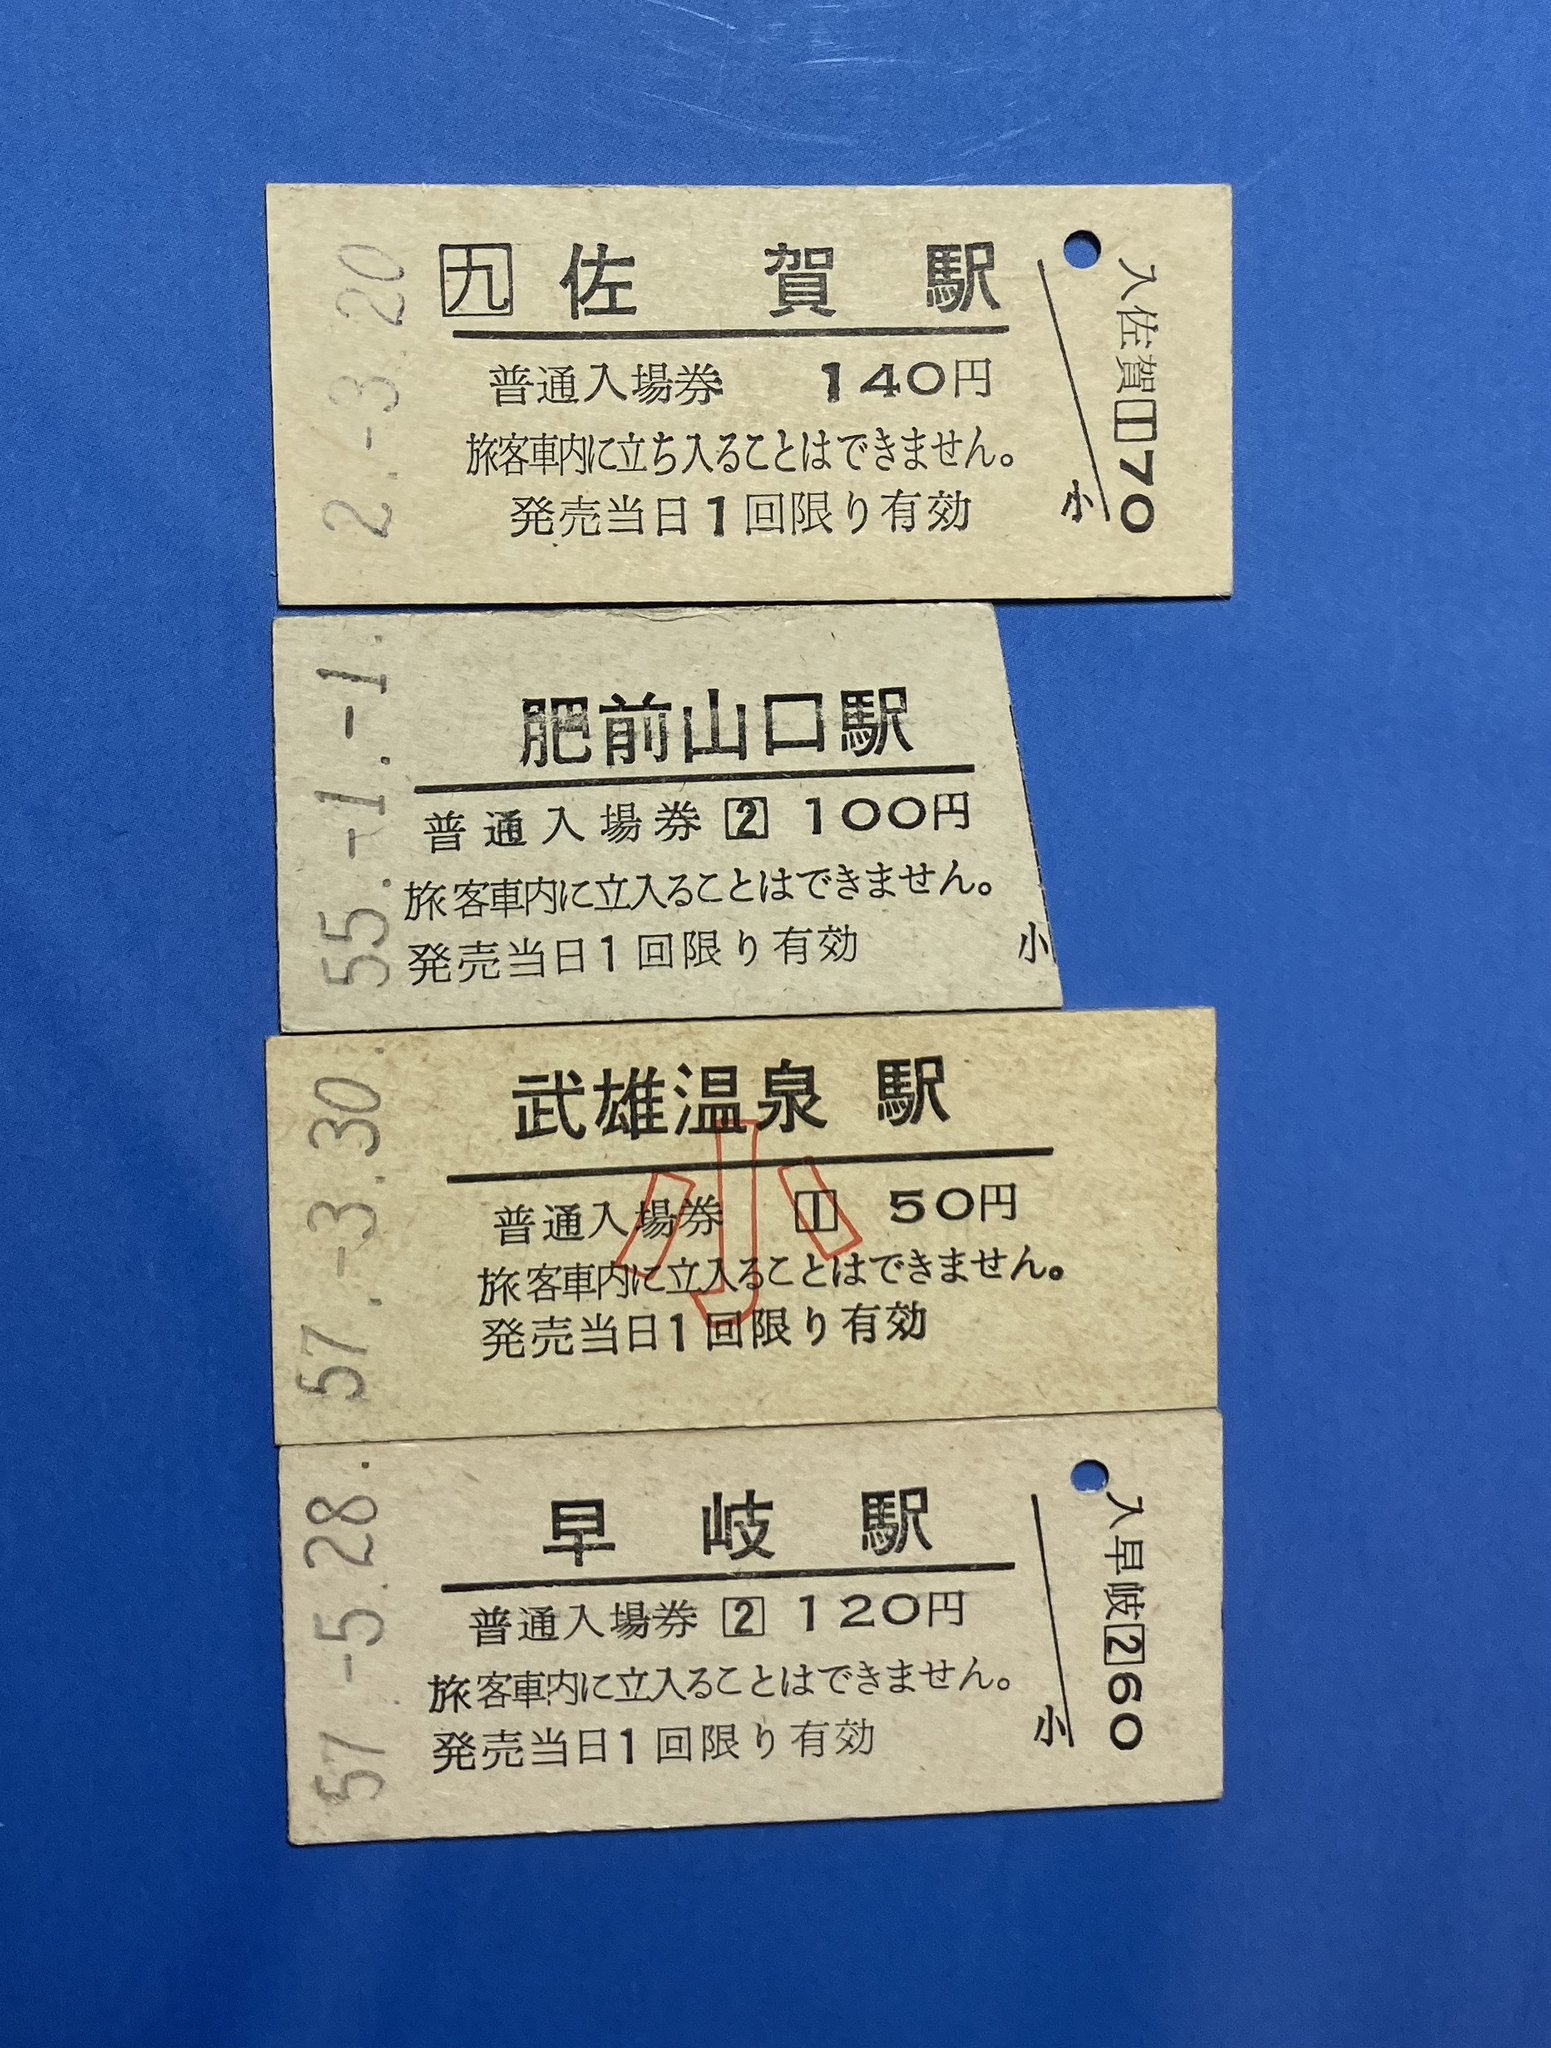 2.-3.20
九 佐賀駅
普通入場券 140円
旅客車内に立ち入ることはできません。
発売当日1回限り有効
小
入佐賀 1 70
55.-1.-1.
肥前山口駅
普通入場券 2 100円
旅客車内に立入ることはできません。
発売当日1回限り有効
小
57.-3.30.
武雄温泉駅
普通入場券 1 50円
旅客車内に立入ることはできません。
発売当日1回限り有効
小
57.-5.28.
早岐駅
普通入場券 2 120円
旅客車内に立入ることはできません。
発売当日1回限り有効
小
入早岐 2 60